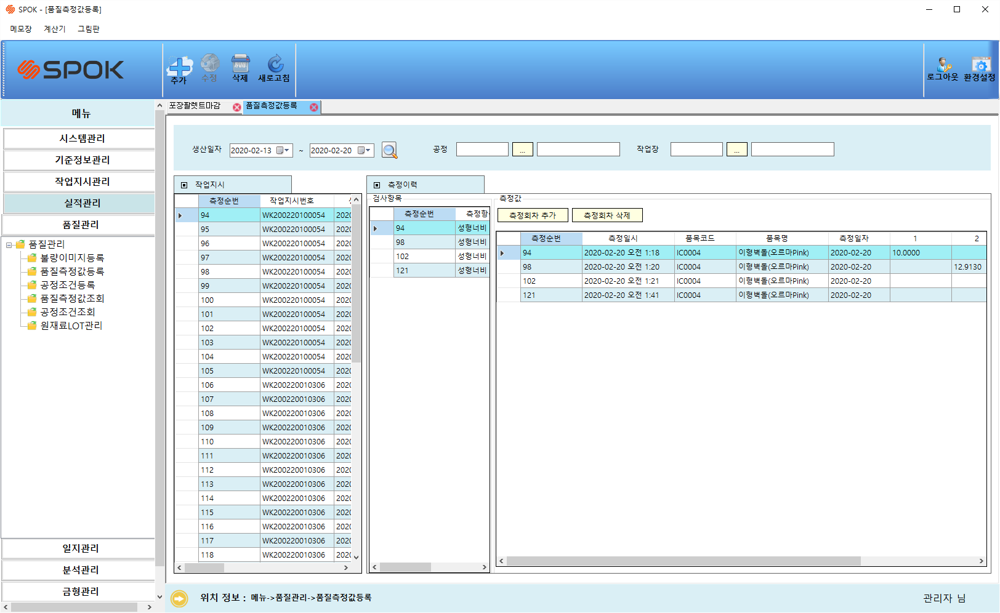 SPOK - [품질측정값등록]
메모장 계산기 그림판
SPOK
추가 수정 삭제 새로고침 로그아웃 환경설정
메뉴
시스템관리
기준정보관리
작업지시관리
실적관리
품질관리
품질관리
불량이미지등록
품질측정값등록
공정조건등록
품질측정값조회
공정조건조회
원재료LOT관리
일지관리
분석관리
금형관리
포장팔렛트마감 품질측정값등록
생산일자 2020-02-13 ~ 2020-02-20 공정 ... 작업장 ...
작업지시
측정순번 작업지시번호
94 WK200220100054 202
95 WK200220100054 202
96 WK200220100054 202
97 WK200220100054 202
98 WK200220100054 202
99 WK200220100054 202
100 WK200220100054 202
101 WK200220100054 202
102 WK200220100054 202
103 WK200220100054 202
104 WK200220100054 202
105 WK200220100054 202
106 WK200220010306 202
107 WK200220010306 202
108 WK200220010306 202
109 WK200220010306 202
110 WK200220010306 202
111 WK200220010306 202
112 WK200220010306 202
113 WK200220010306 202
114 WK200220010306 202
115 WK200220010306 202
116 WK200220010306 202
117 WK200220010306 202
118 WK200220010306 202
측정이력
검사항목
측정순번 측정항
94 성형너비
98 성형너비
102 성형너비
121 성형너비
측정값
측정회차 추가 측정회차 삭제
측정순번 측정일시 품목코드 품목명 측정일자 1 2
94 2020-02-20 오전 1:18 IC0004 이형벽돌(오르마Pink) 2020-02-20 10.0000
98 2020-02-20 오전 1:20 IC0004 이형벽돌(오르마Pink) 2020-02-20 12.9130
102 2020-02-20 오전 1:21 IC0004 이형벽돌(오르마Pink) 2020-02-20
121 2020-02-20 오전 1:41 IC0004 이형벽돌(오르마Pink) 2020-02-20
위치 정보 : 메뉴->품질관리->품질측정값등록
관리자 님